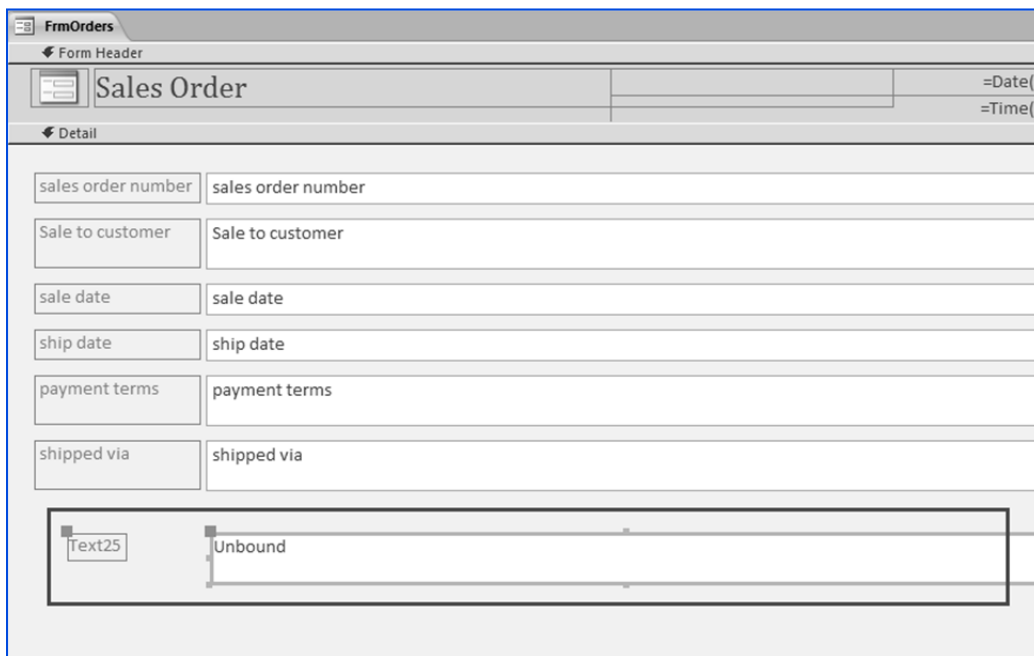 FrmOrders
Form Header
Sales Order
=Date(
=Time(
Detail
sales order number sales order number
Sale to customer Sale to customer
sale date sale date
ship date ship date
payment terms payment terms
shipped via shipped via
Text25 Unbound